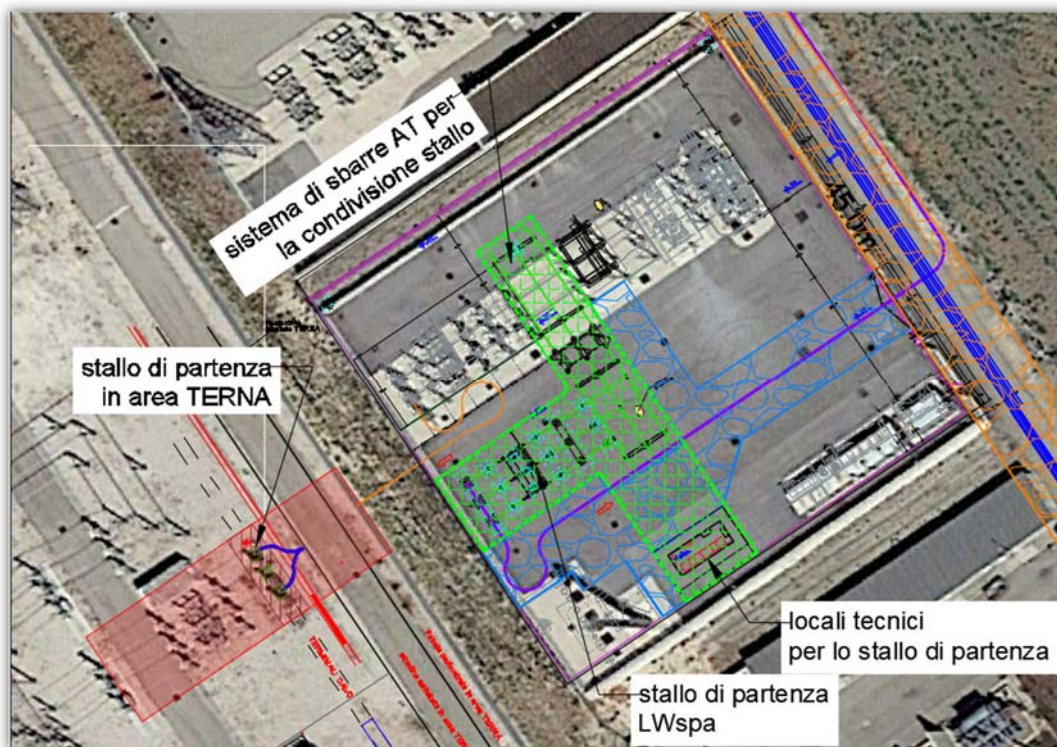 sistema di sbarre AT per
la condivisione stallo
stallo di partenza
in area TERNA
locali tecnici
per lo stallo di partenza
stallo di partenza
LWspa